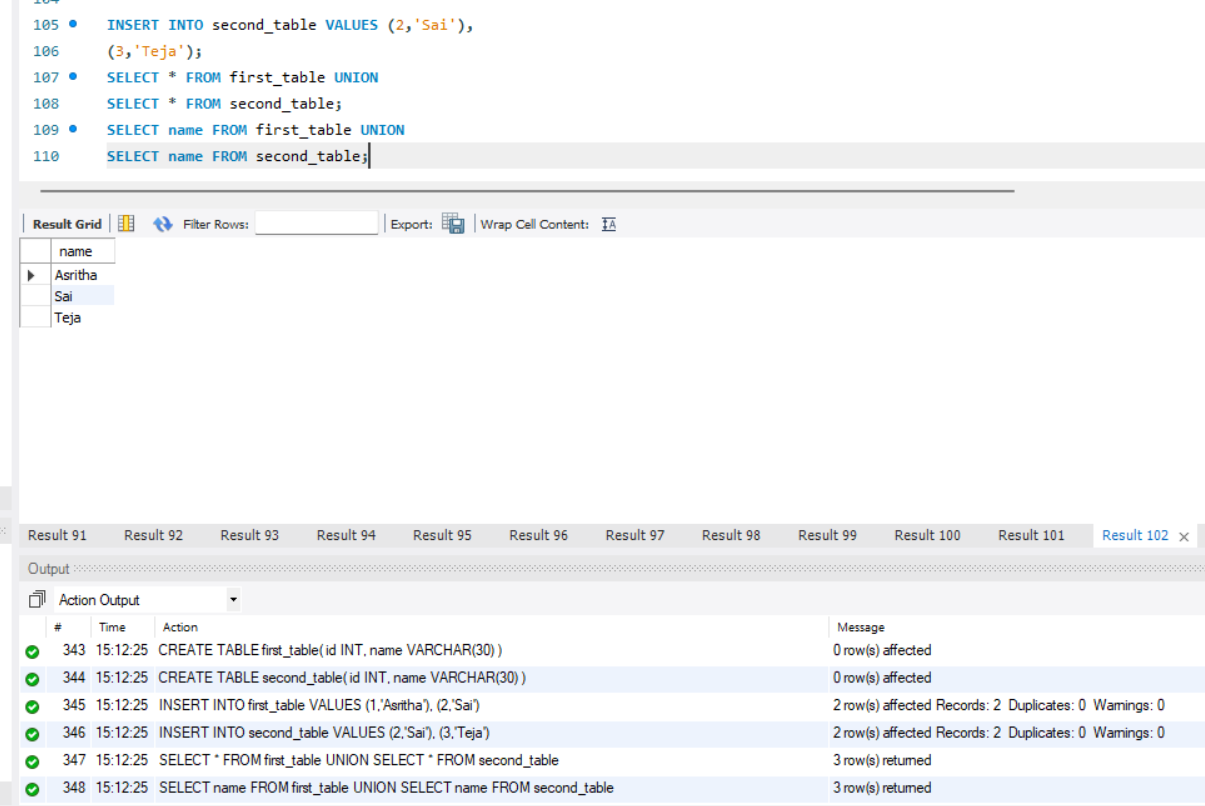 104
105 INSERT INTO second_table VALUES (2,'Sai'),
106 (3,'Teja');
107 SELECT * FROM first_table UNION
108 SELECT * FROM second_table;
109 SELECT name FROM first_table UNION
110 SELECT name FROM second_table;
Result Grid Filter Rows: Export: Wrap Cell Content: IA
name
Asritha
Sai
Teja
Result 91 Result 92 Result 93 Result 94 Result 95 Result 96 Result 97 Result 98 Result 99 Result 100 Result 101 Result 102 ×
Output
Action Output
# Time Action Message
343 15:12:25 CREATE TABLE first_table( id INT, name VARCHAR(30) ) 0 row(s) affected
344 15:12:25 CREATE TABLE second_table( id INT, name VARCHAR(30) ) 0 row(s) affected
345 15:12:25 INSERT INTO first_table VALUES (1,'Asritha'), (2,'Sai') 2 row(s) affected Records: 2 Duplicates: 0 Warnings: 0
346 15:12:25 INSERT INTO second_table VALUES (2,'Sai'), (3,'Teja') 2 row(s) affected Records: 2 Duplicates: 0 Warnings: 0
347 15:12:25 SELECT * FROM first_table UNION SELECT * FROM second_table 3 row(s) returned
348 15:12:25 SELECT name FROM first_table UNION SELECT name FROM second_table 3 row(s) returned